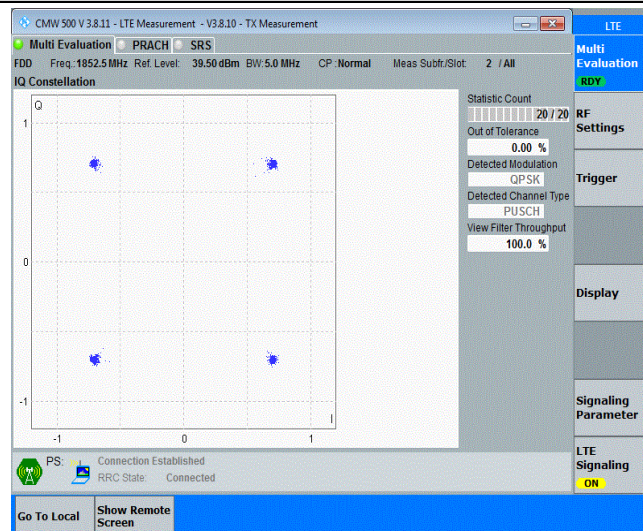 CMW 500 V 3.8.11 - LTE Measurement - V3.8.10 - TX Measurement
LTE
Multi Evaluation PRACH SRS
FDD Freq.:1852.5 MHz Ref. Level: 39.50 dBm BW:5.0 MHz CP :Normal Meas Subfr./Slot: 2 / All
IQ Constellation
Q
1
0
-1
I
-1 0 1
Statistic Count
20 / 20
Out of Tolerance
0.00 %
Detected Modulation
QPSK
Detected Channel Type
PUSCH
View Filter Throughput
100.0 %
Multi
Evaluation
RDY
RF
Settings
Trigger
Display
Signaling
Parameter
LTE
Signaling
ON
PS: Connection Established
RRC State: Connected
Go To Local
Show Remote
Screen